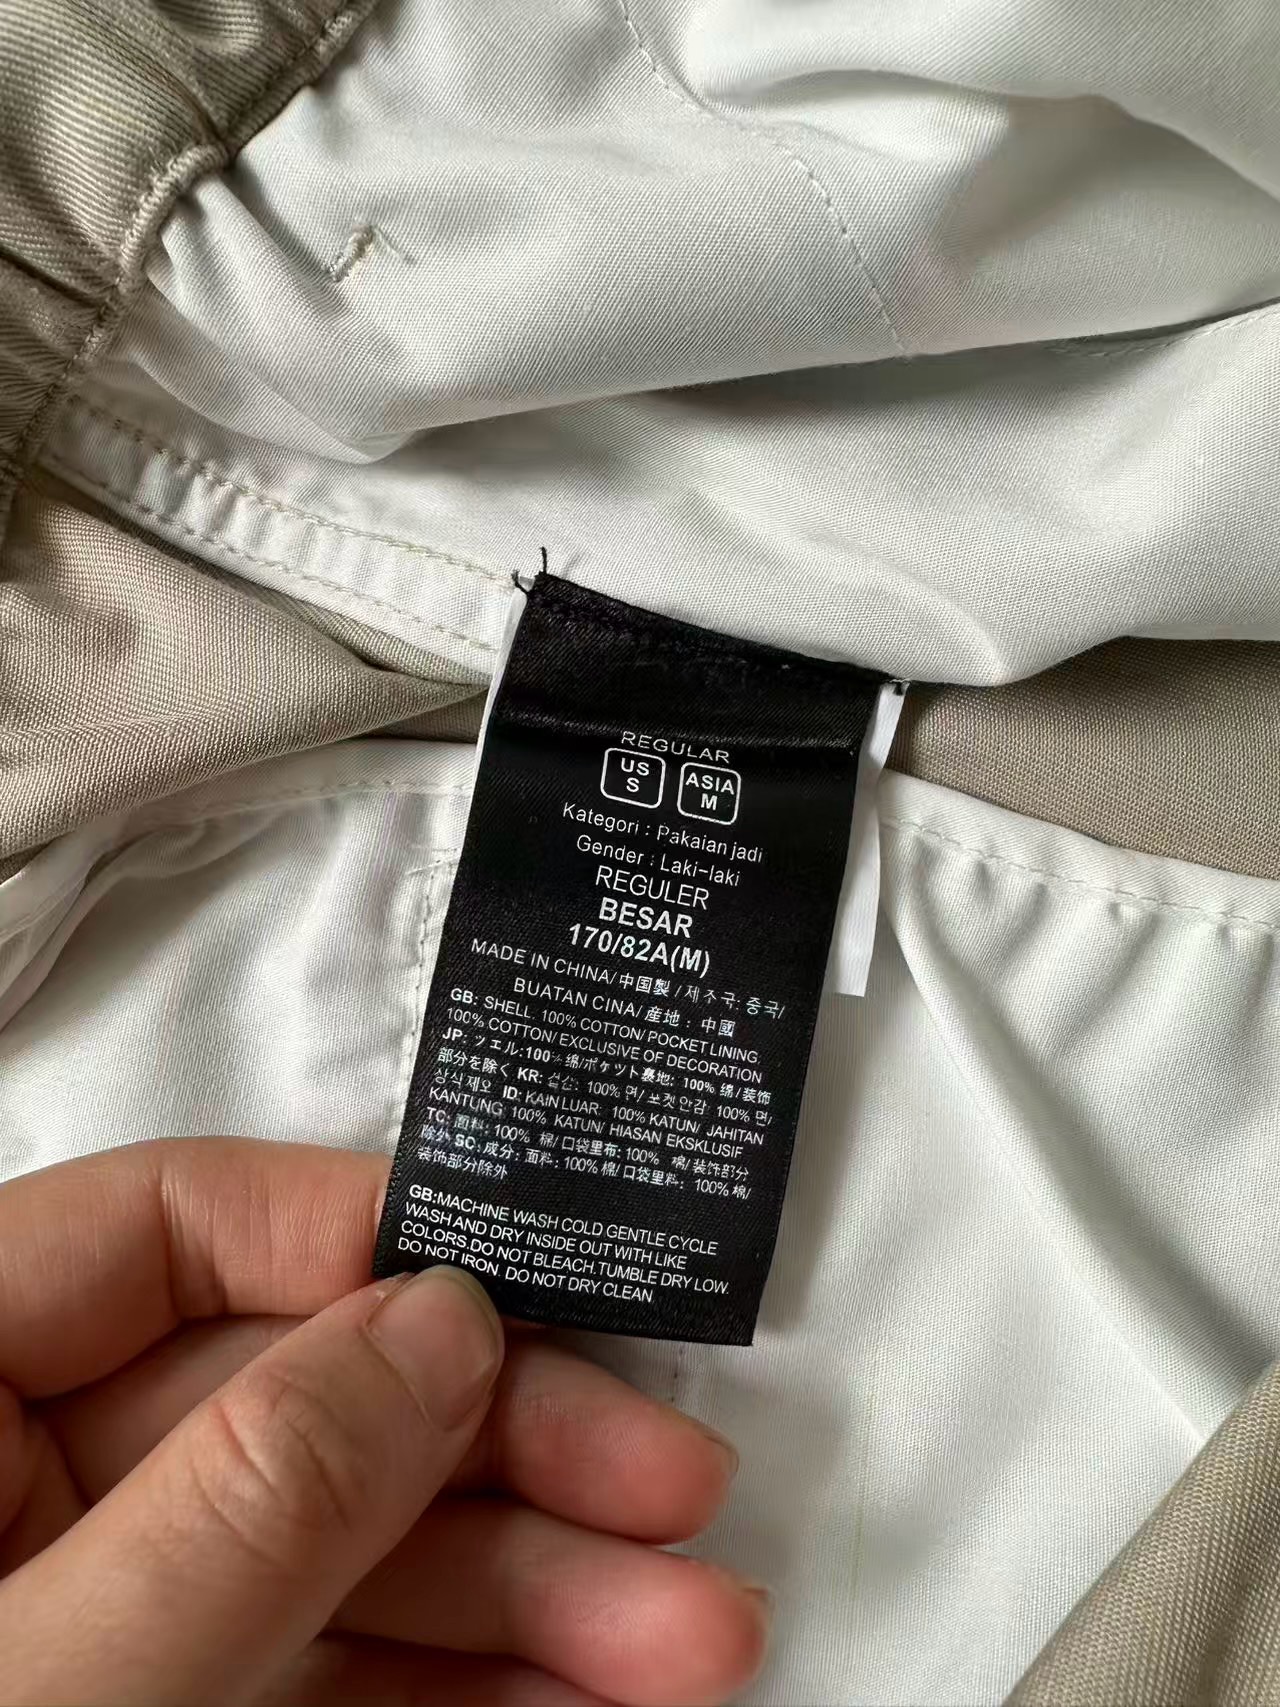 REGULAR
US
S
ASIA
M
Kategori : Pakaian jadi
Gender : Laki-laki
REGULER
BESAR
170/82A(M)
MADE IN CHINA/中国製/제조국: 중국/
BUATAN CINA/產地：中國
GB: SHELL. 100% COTTON/ POCKET LINING,
100% COTTON/ EXCLUSIVE OF DECORATION
JP: シェル:100% 綿/ポケット裏地: 100% 綿/装飾
部分を除く KR: 100% 면/포켓안감: 100% 면/
장식제외 ID: KAIN LUAR: 100% KATUN/ JAHITAN
KANTUNG 100% KATUN/ HIASAN EKSKLUSIF
TC: 面料: 100% 棉/口袋里布: 100% 棉/装饰部分
除外 SC: 成分: 面料: 100% 棉/口袋里料: 100% 棉/
装饰部分除外
GB:MACHINE WASH COLD GENTLE CYCLE
WASH AND DRY INSIDE OUT WITH LIKE
COLORS.DO NOT BLEACH.TUMBLE DRY LOW.
DO NOT IRON. DO NOT DRY CLEAN.